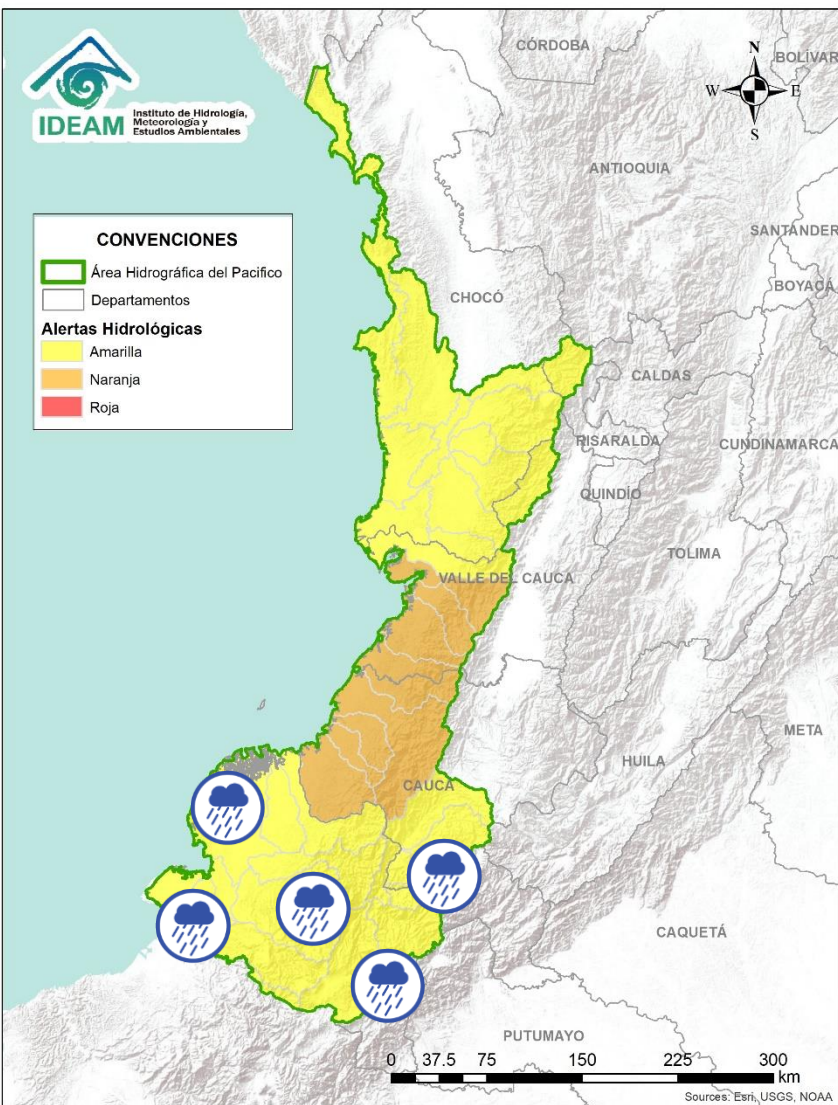 IDEAM
Instituto de Hidrología,
Meteorología y
Estudios Ambientales
CÓRDOBA
BOLÍVAR
N
W
E
S
ANTIOQUIA
SANTANDER
BOYACÁ
CONVENCIONES
Área Hidrográfica del Pacifico
Departamentos
Alertas Hidrológicas
Amarilla
Naranja
Roja
CHOCÓ
CALDAS
RISARALDA
CUNDINAMARCA
QUINDÍO
TOLIMA
VALLE DEL CAUCA
META
HUILA
CAUCA
CAQUETÁ
PUTUMAYO
0 37.5 75 150 225 300
km
Sources: Esri, USGS, NOAA